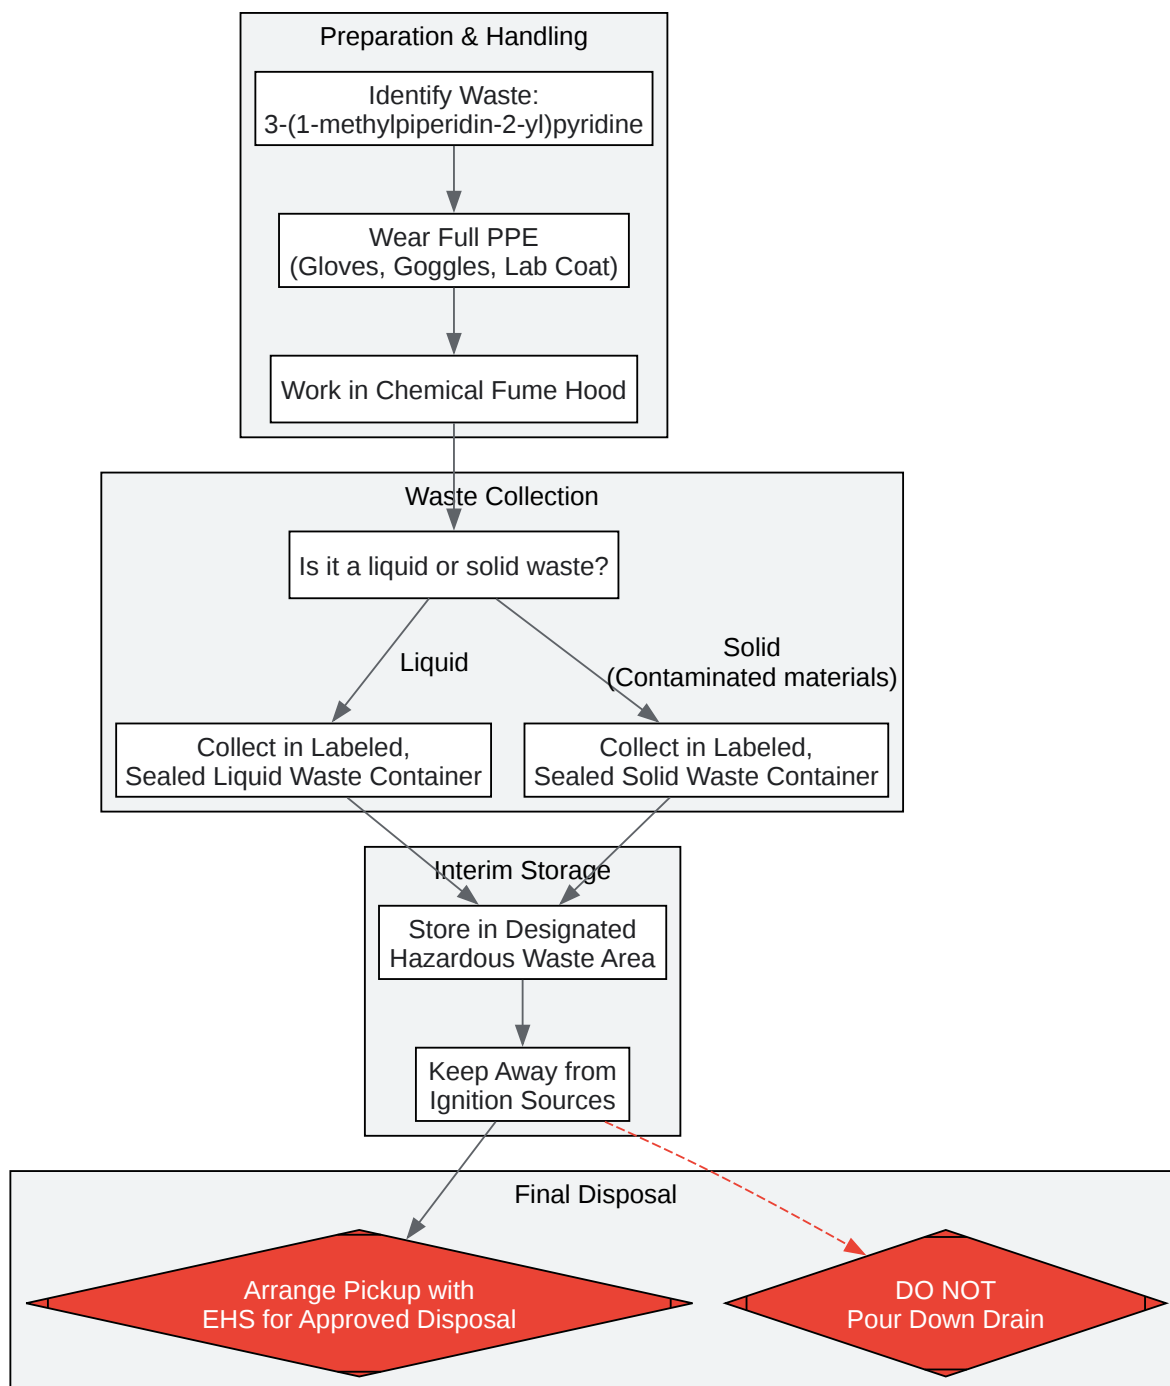 Preparation & Handling
Identify Waste:
3-(1-methylpiperidin-2-yl)pyridine
Wear Full PPE
(Gloves, Goggles, Lab Coat)
Work in Chemical Fume Hood
Waste Collection
Is it a liquid or solid waste?
Liquid
Solid
(Contaminated materials)
Collect in Labeled,
Sealed Liquid Waste Container
Collect in Labeled,
Sealed Solid Waste Container
Interim Storage
Store in Designated
Hazardous Waste Area
Keep Away from
Ignition Sources
Final Disposal
Arrange Pickup with
EHS for Approved Disposal
DO NOT
Pour Down Drain